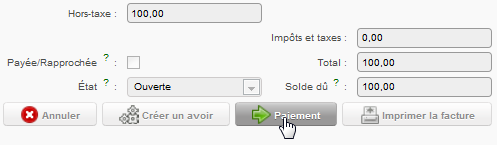 Hors-taxe : 100,00
Impôts et taxes : 0,00
Payée/Rapprochée ? : Total : 100,00
État ? : Ouverte Solde dû ? : 100,00
Annuler Créer un avoir Paiement Imprimer la facture